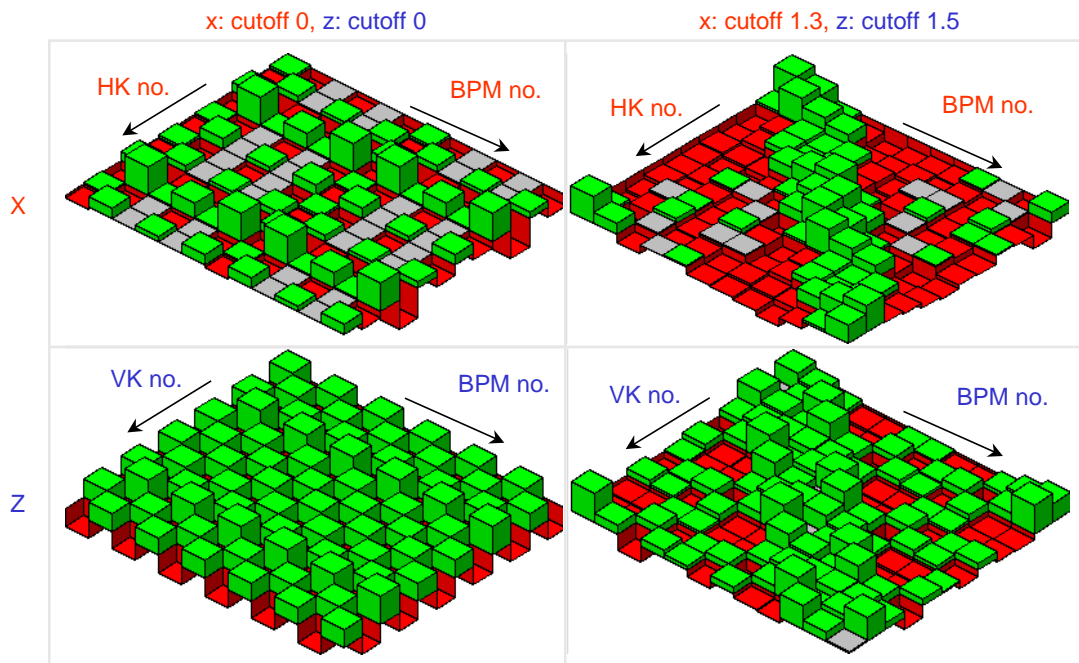 x: cutoff 0, z: cutoff 0
x: cutoff 1.3, z: cutoff 1.5
X
HK no.
BPM no.
HK no.
BPM no.
Z
VK no.
BPM no.
VK no.
BPM no.